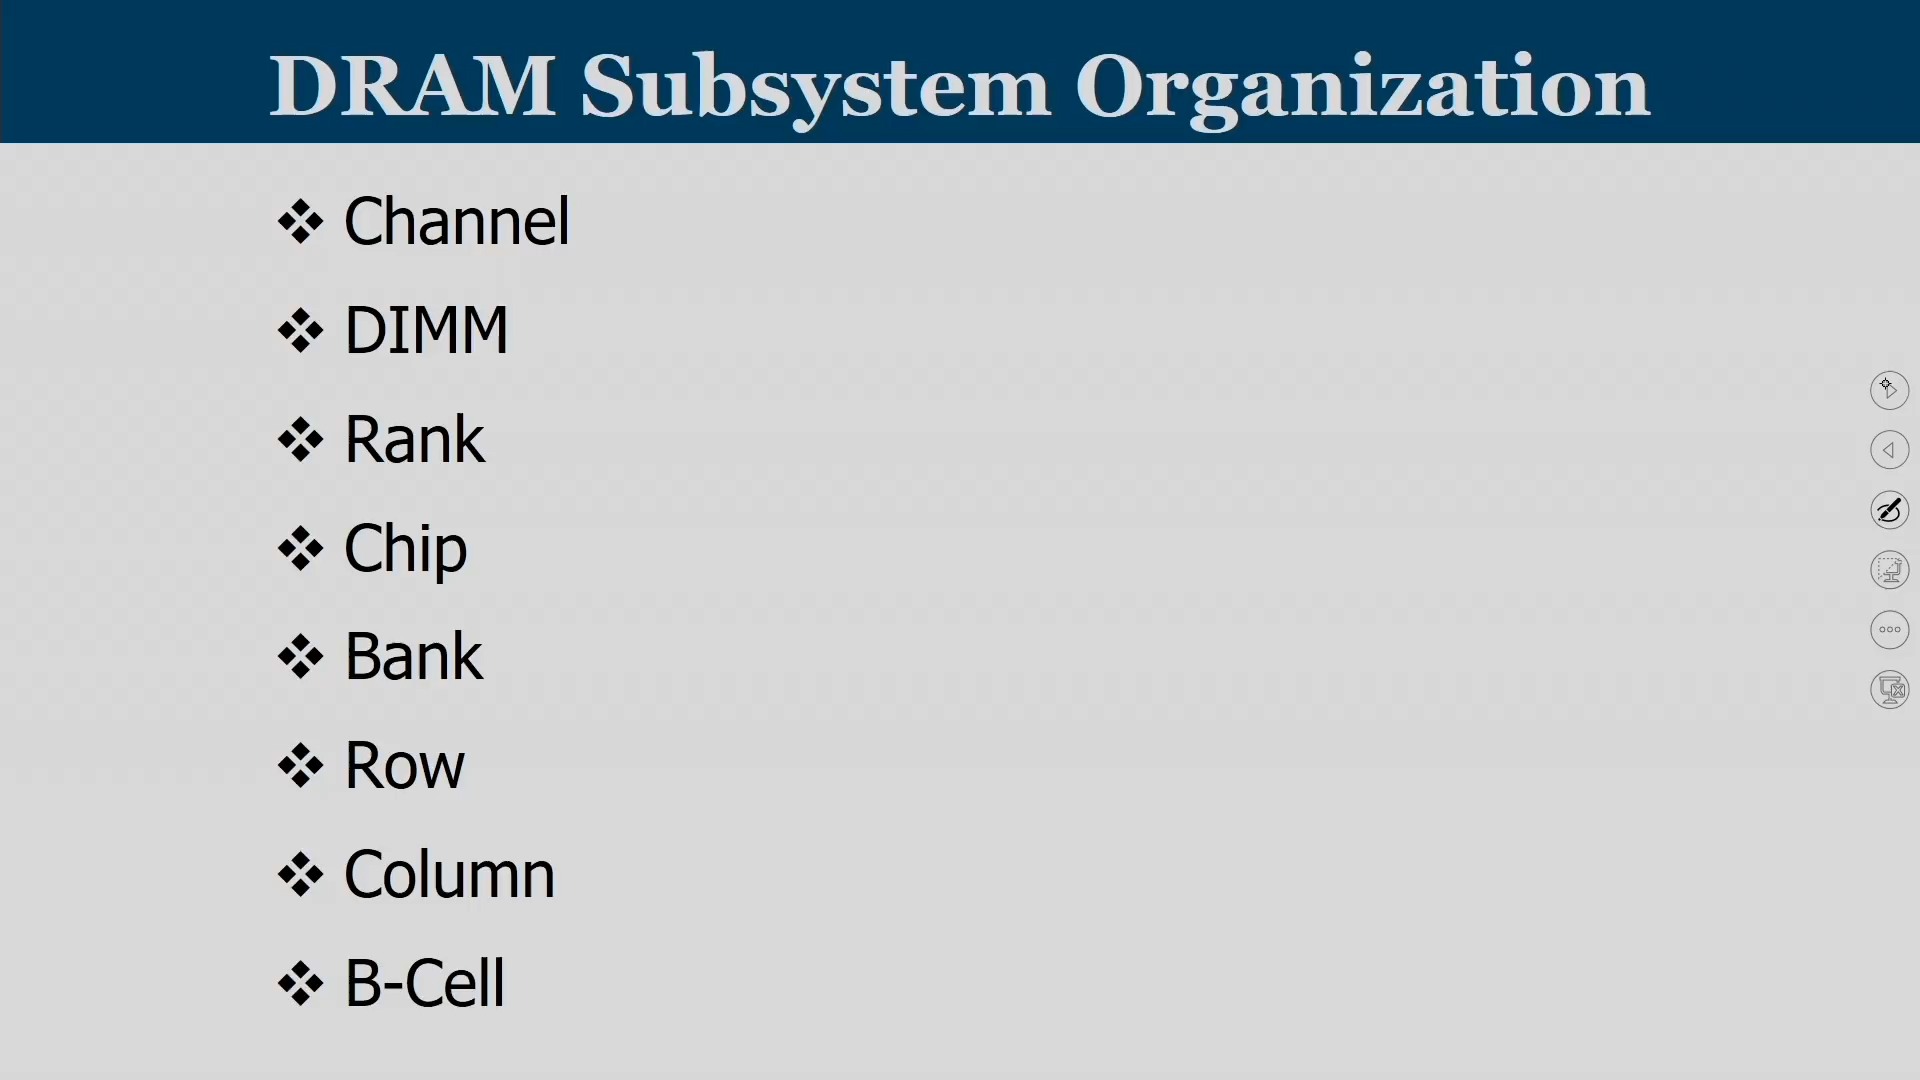 DRAM Subsystem Organization
❖ Channel
❖ DIMM
❖ Rank
❖ Chip
❖ Bank
❖ Row
❖ Column
❖ B-Cell